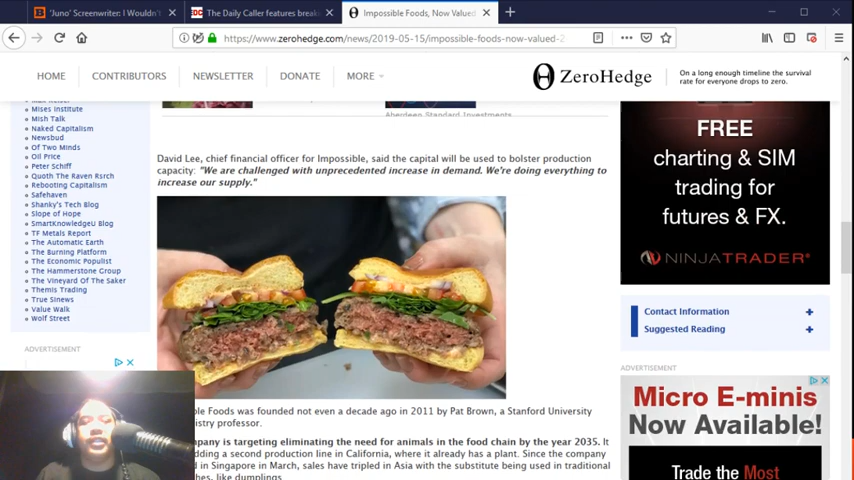 'Juno' Screenwriter: I Wouldn'
The Daily Caller features break
Impossible Foods, Now Valued
https://www.zerohedge.com/news/2019-05-15/impossible-foods-now-valued-2
HOME
CONTRIBUTORS
NEWSLETTER
DONATE
MORE
ZeroHedge
On a long enough timeline the survival
rate for everyone drops to zero.
Mises Institute
Mish Talk
Naked Capitalism
Newsbud
Of Two Minds
Oil Price
Peter Schiff
Quoth The Raven Rsrch
Rebooting Capitalism
Safehaven
Shanky's Tech Blog
Slope of Hope
SmartKnowledgeU Blog
TF Metals Report
The Automatic Earth
The Burning Platform
The Economic Populist
The Hammerstone Group
The Vineyard Of The Saker
Themis Trading
True Sinews
Value Walk
Wolf Street
ADVERTISEMENT
Aberdeen Standard Investments
David Lee, chief financial officer for Impossible, said the capital will be used to bolster production
capacity: "We are challenged with unprecedented increase in demand. We're doing everything to
increase our supply."
ble Foods was founded not even a decade ago in 2011 by Pat Brown, a Stanford University
istry professor.
mpany is targeting eliminating the need for animals in the food chain by the year 2035. It
dding a second production line in California, where it already has a plant. Since the company
d in Singapore in March, sales have tripled in Asia with the substitute being used in traditional
hes, like dumplings
FREE
charting & SIM
trading for
futures & FX.
NINJATRADER
Contact Information
Suggested Reading
ADVERTISEMENT
Micro E-minis
Now Available!
Trade the Most